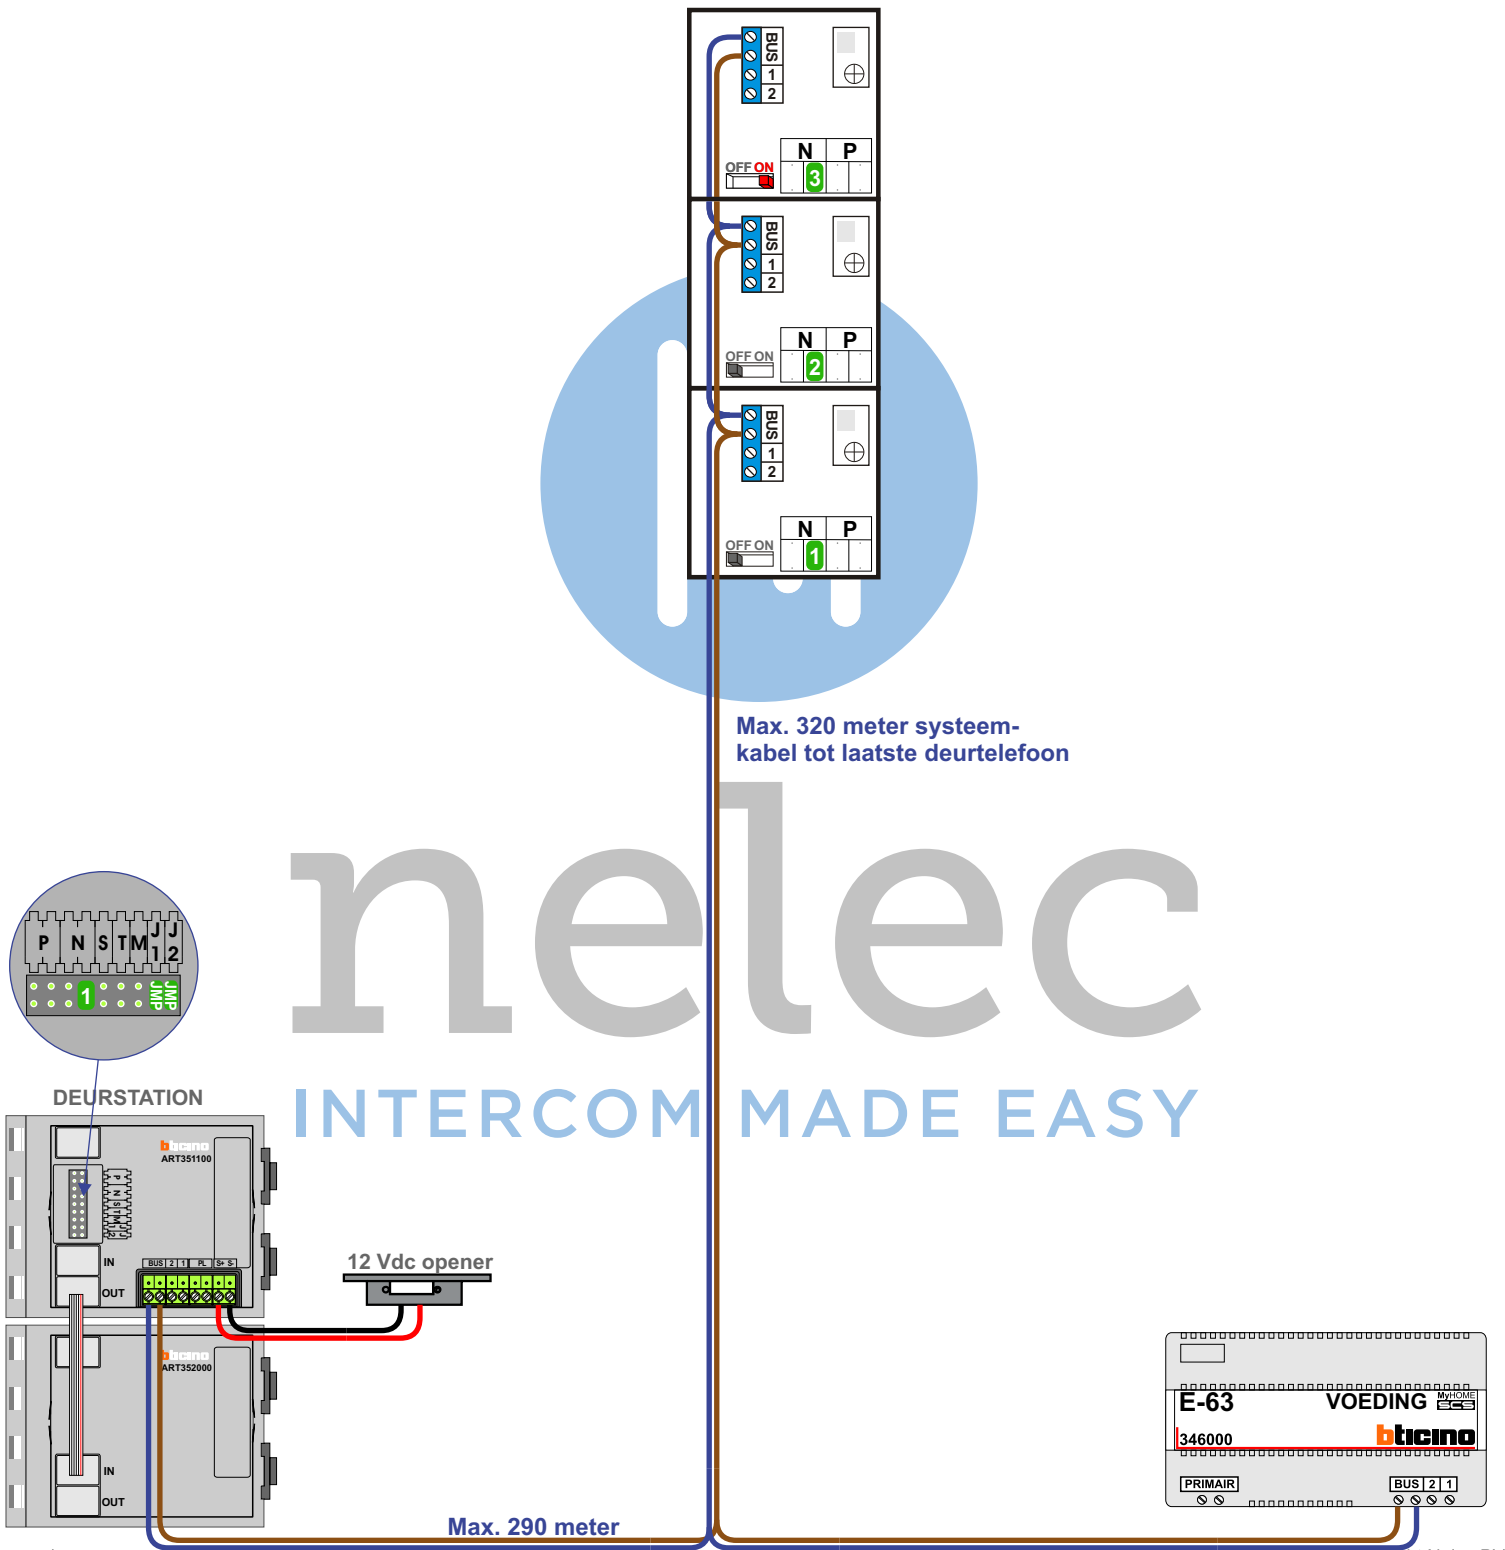 BUS
1
2
N P
OFF ON
3
BUS
1
2
N P
OFF ON
2
BUS
1
2
N P
OFF ON
1
Max. 320 meter systeem-
kabel tot laatste deurtelefoon
nelec
INTERCOM MADE EASY
P N S T M J1 J2
1 JMP JMP
DEURSTATION
bticino
ART351100
P N S T M J1 J2
IN
OUT
BUS 2 1 PL S+ S-
12 Vdc opener
bticino
ART352000
IN
OUT
Max. 290 meter
E-63 VOEDING MyHOME
SCS
346000 bticino
PRIMAIR BUS 2 1